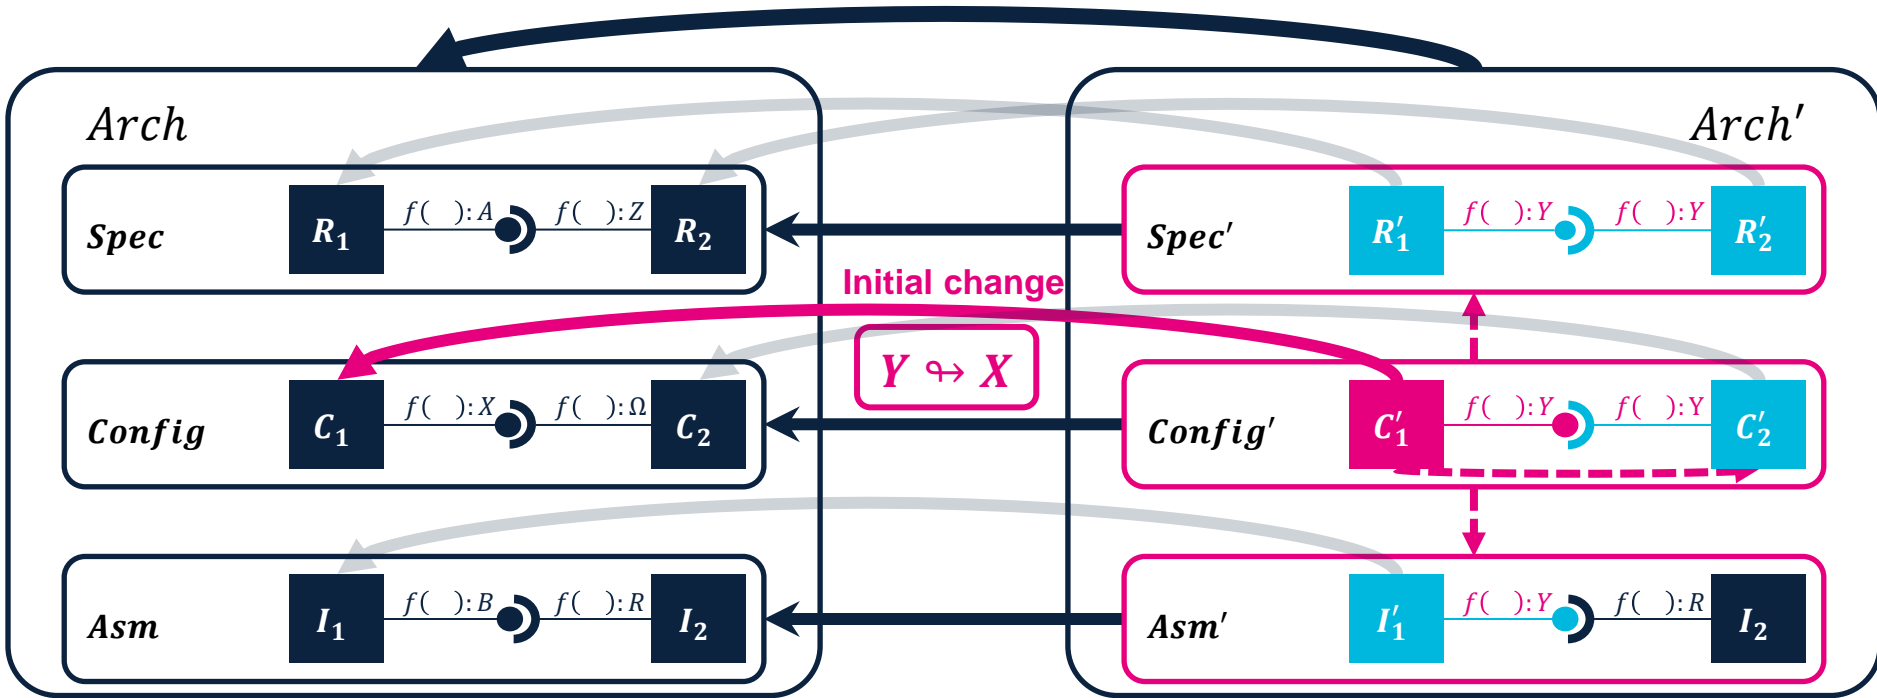 Arch
Arch′
Spec
R₁
f( ): A
f( ): Z
R₂
Spec′
R′₁
f( ): Y
f( ): Y
R′₂
Initial change
Y ↬ X
Config
C₁
f( ): X
f( ): Ω
C₂
Config′
C′₁
f( ): Y
f( ): Y
C′₂
Asm
I₁
f( ): B
f( ): R
I₂
Asm′
I′₁
f( ): Y
f( ): R
I₂